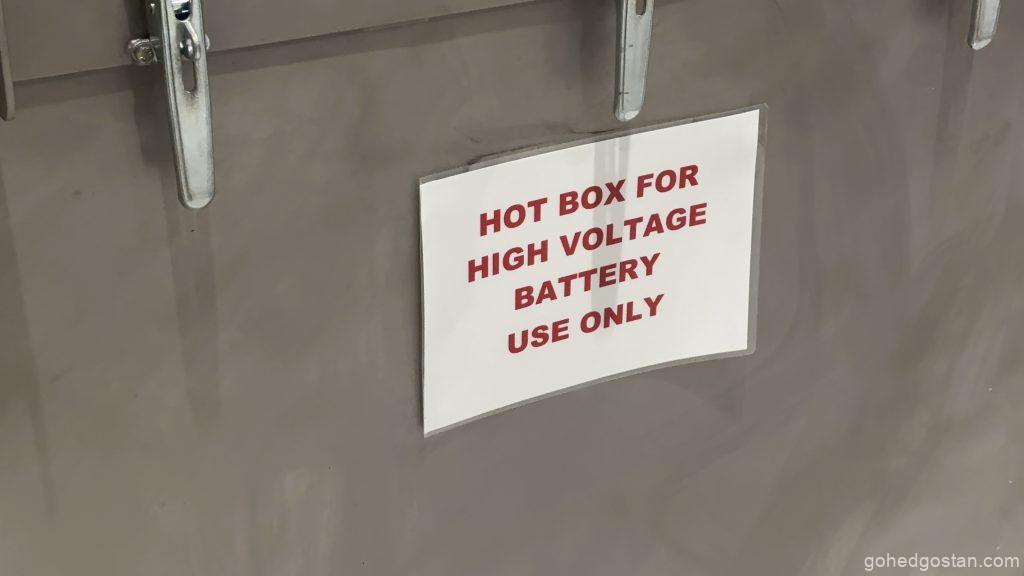 HOT BOX FOR
HIGH VOLTAGE
BATTERY
USE ONLY
gohedgostan.com